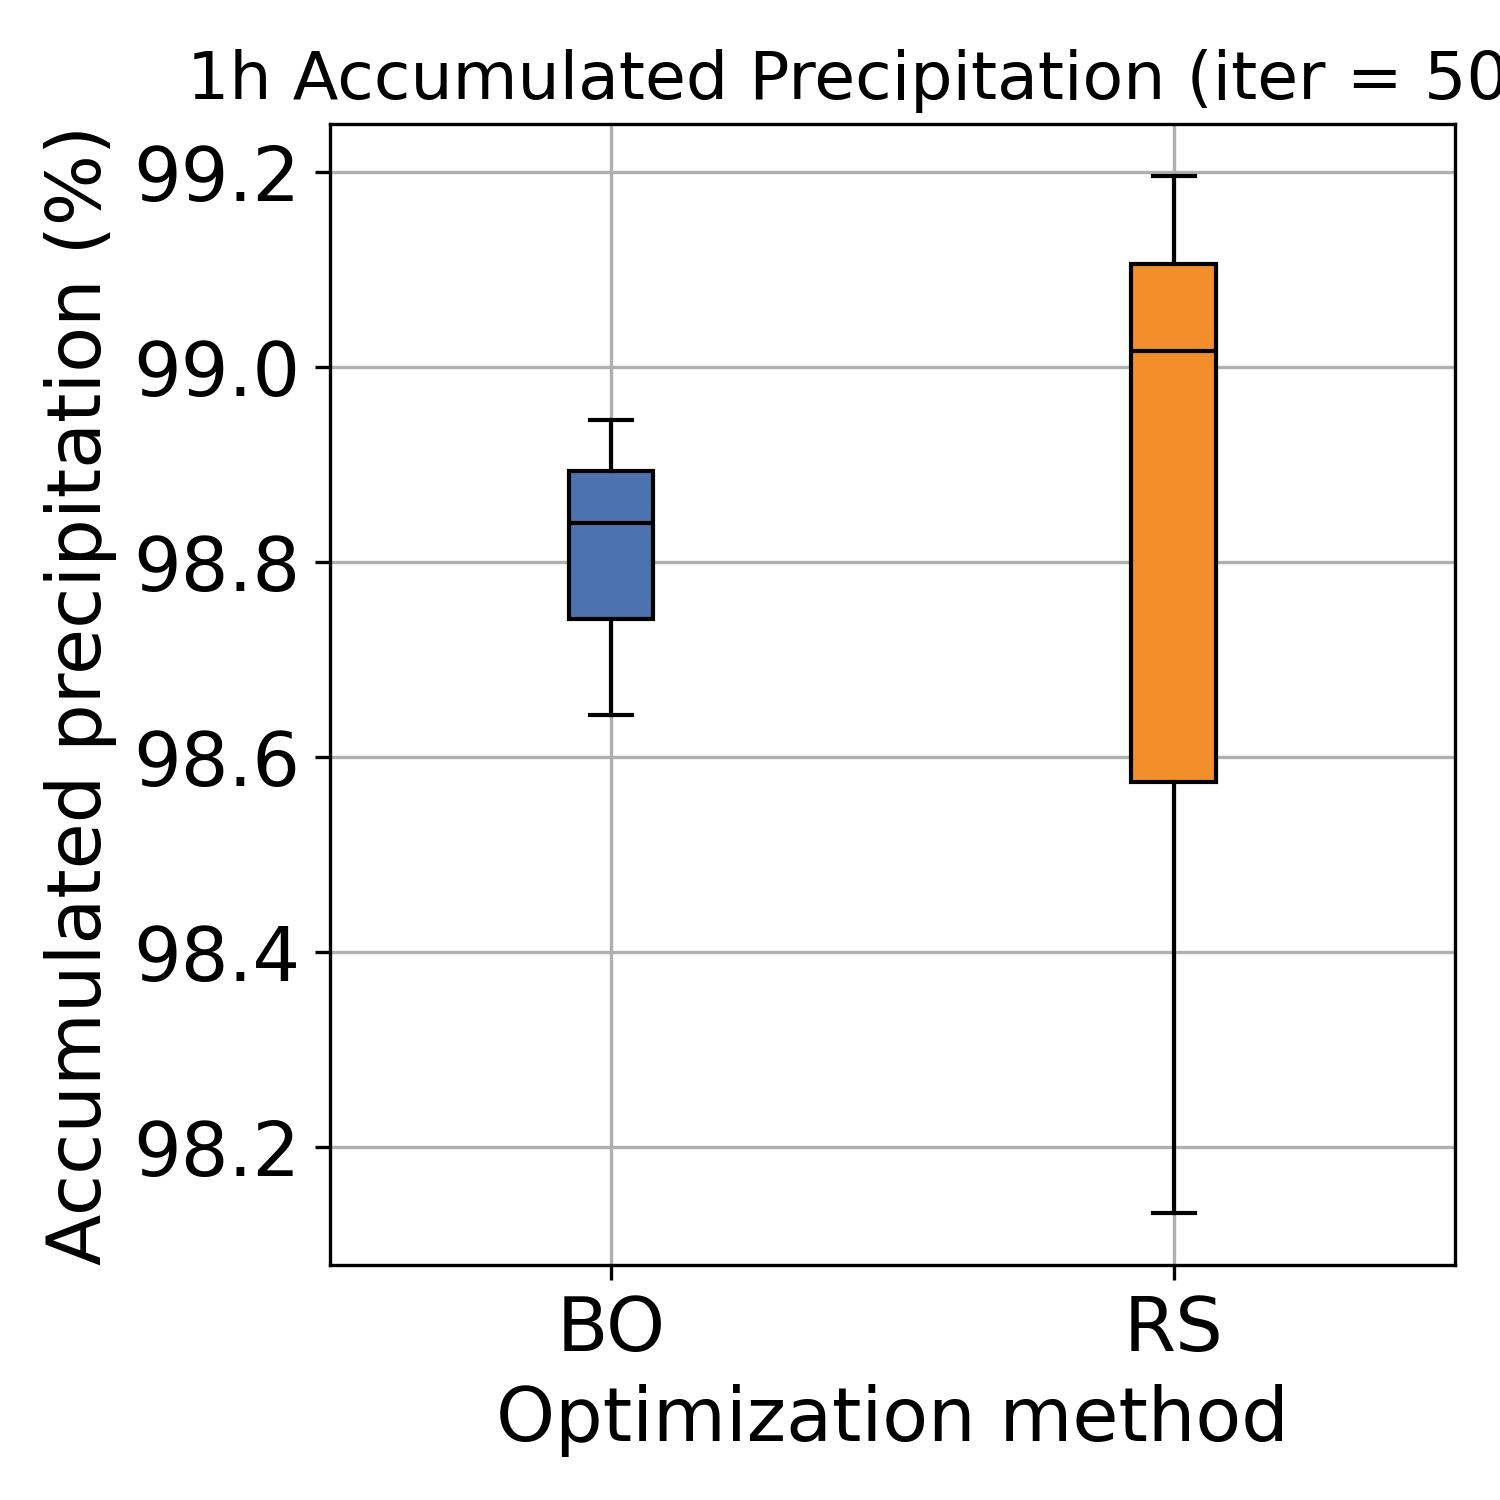 1h Accumulated Precipitation (iter = 50
Accumulated precipitation (%)
99.2
99.0
98.8
98.6
98.4
98.2
BO RS
Optimization method